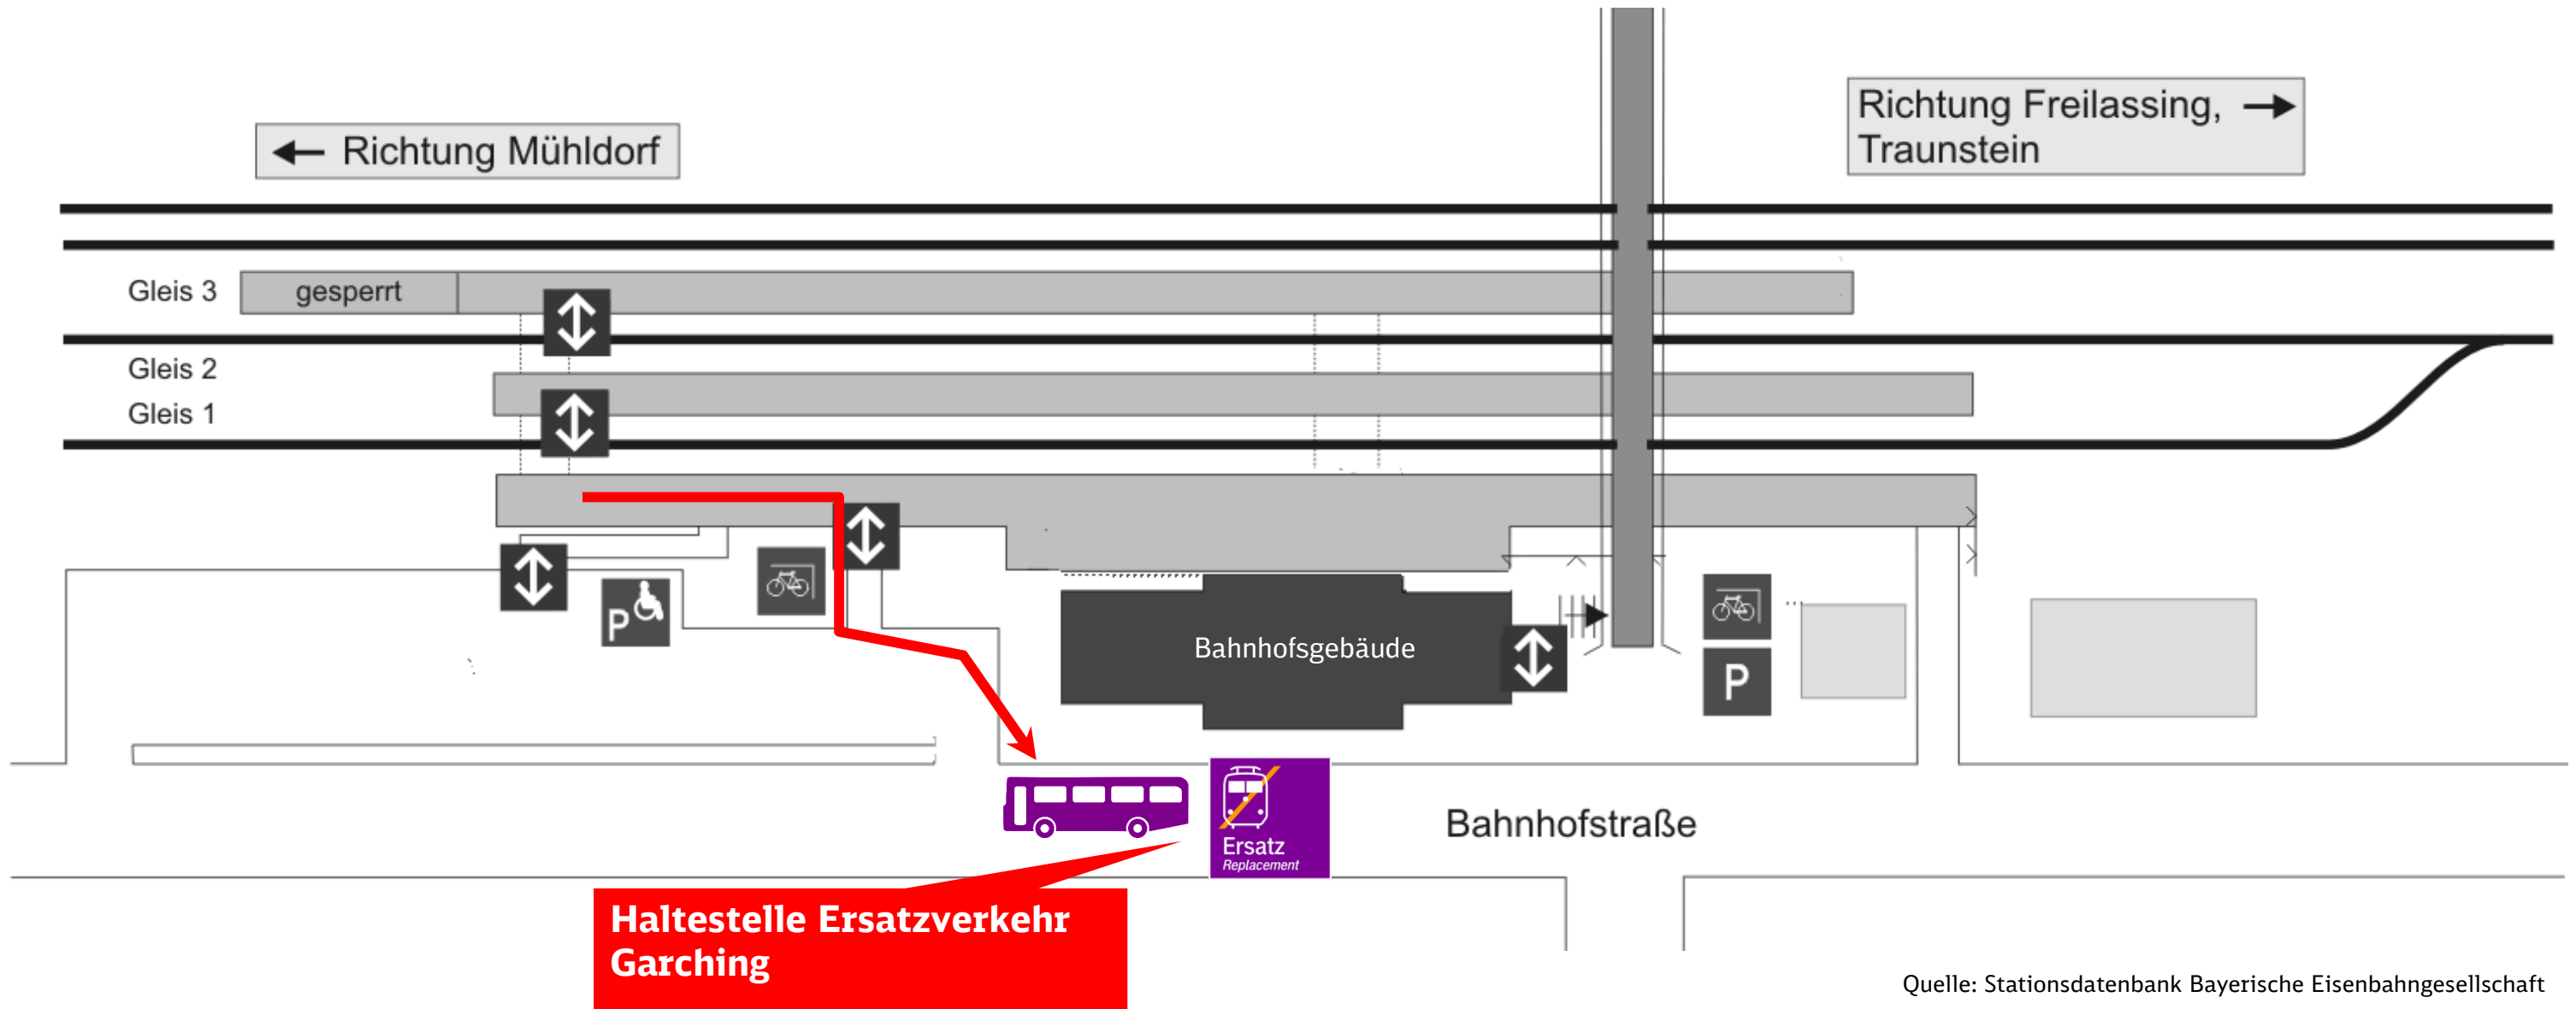 Richtung Mühldorf
Richtung Freilassing,
Traunstein
Gleis 3
gesperrt
Gleis 2
Gleis 1
P
Bahnhofsgebäude
P
Ersatz
Replacement
Bahnhofstraße
Haltestelle Ersatzverkehr
Garching
Quelle: Stationsdatenbank Bayerische Eisenbahngesellschaft